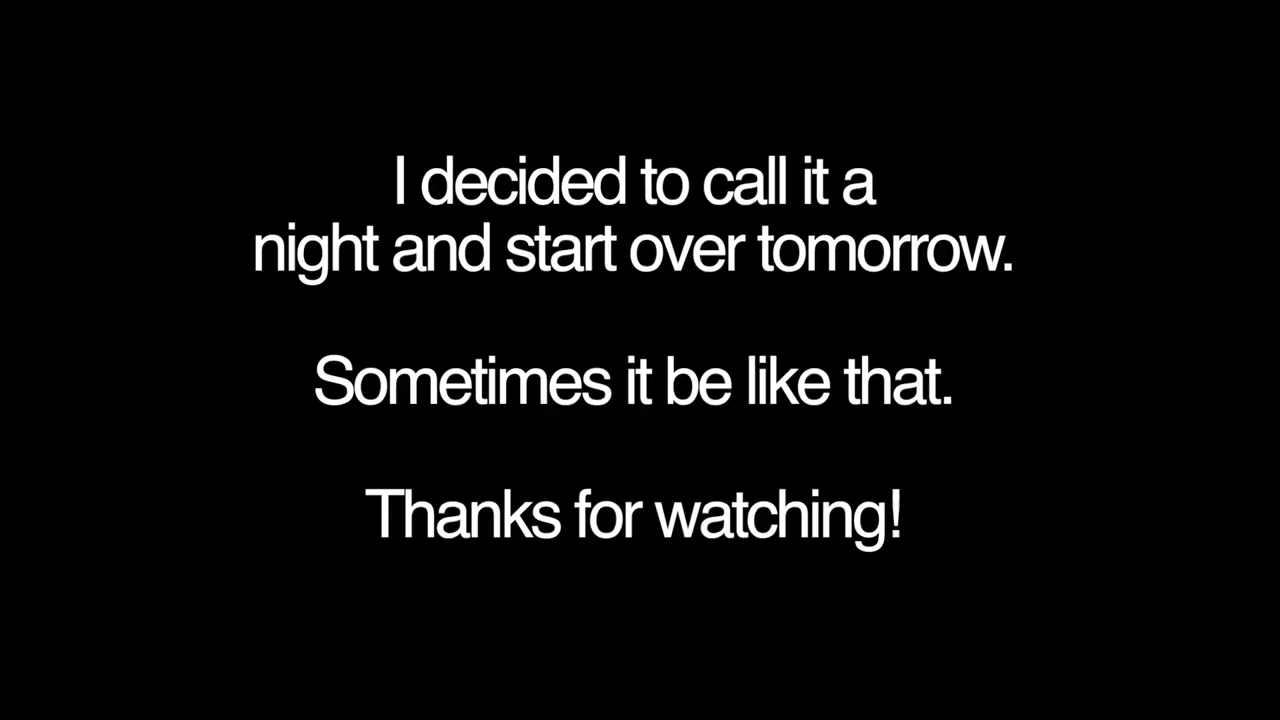 I decided to call it a
night and start over tomorrow.
Sometimes it be like that.
Thanks for watching!